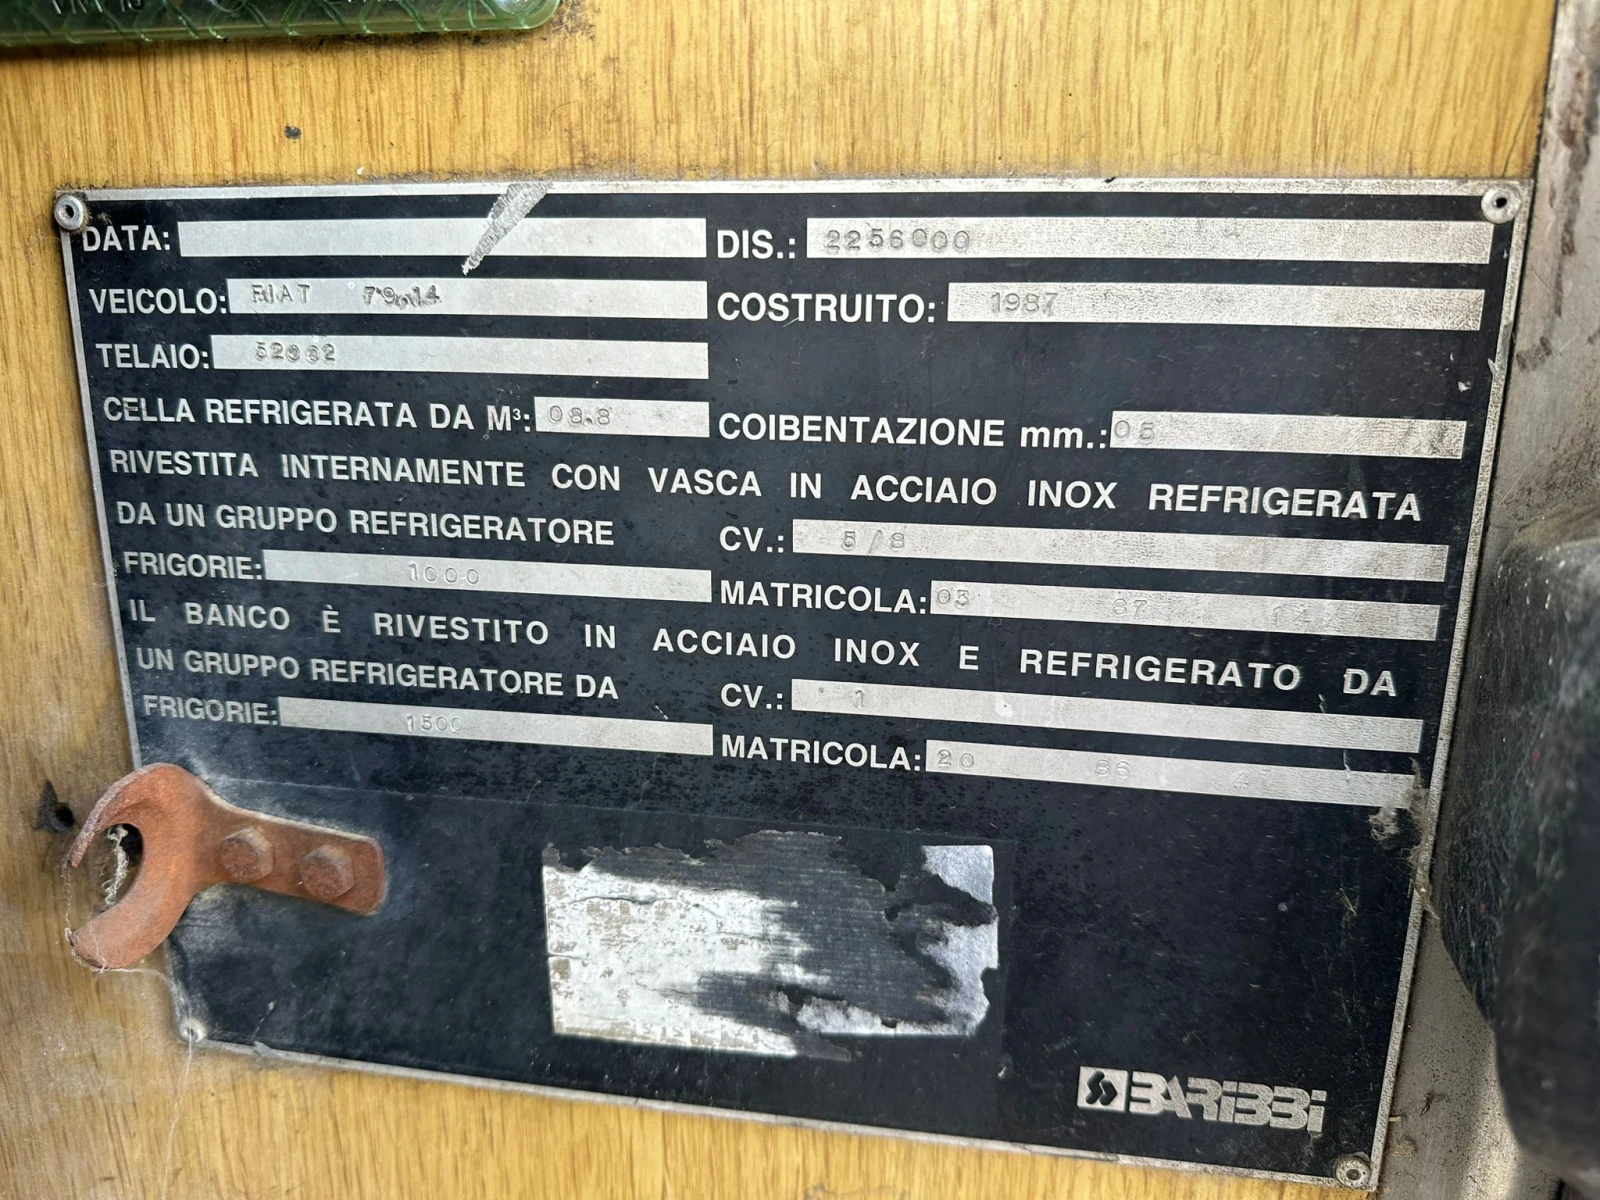 DATA: DIS.: 2256000
VEICOLO: FIAT 79.14 COSTRUITO: 1987
TELAIO: 52362
CELLA REFRIGERATA DA M³: 08.8 COIBENTAZIONE mm.: 05
RIVESTITA INTERNAMENTE CON VASCA IN ACCIAIO INOX REFRIGERATA
DA UN GRUPPO REFRIGERATORE CV.: 5/8
FRIGORIE: 1000 MATRICOLA: 03 87
IL BANCO È RIVESTITO IN ACCIAIO INOX E REFRIGERATO DA
UN GRUPPO REFRIGERATORE DA CV.: 1
FRIGORIE: 1500 MATRICOLA: 20 86
BARIBBI